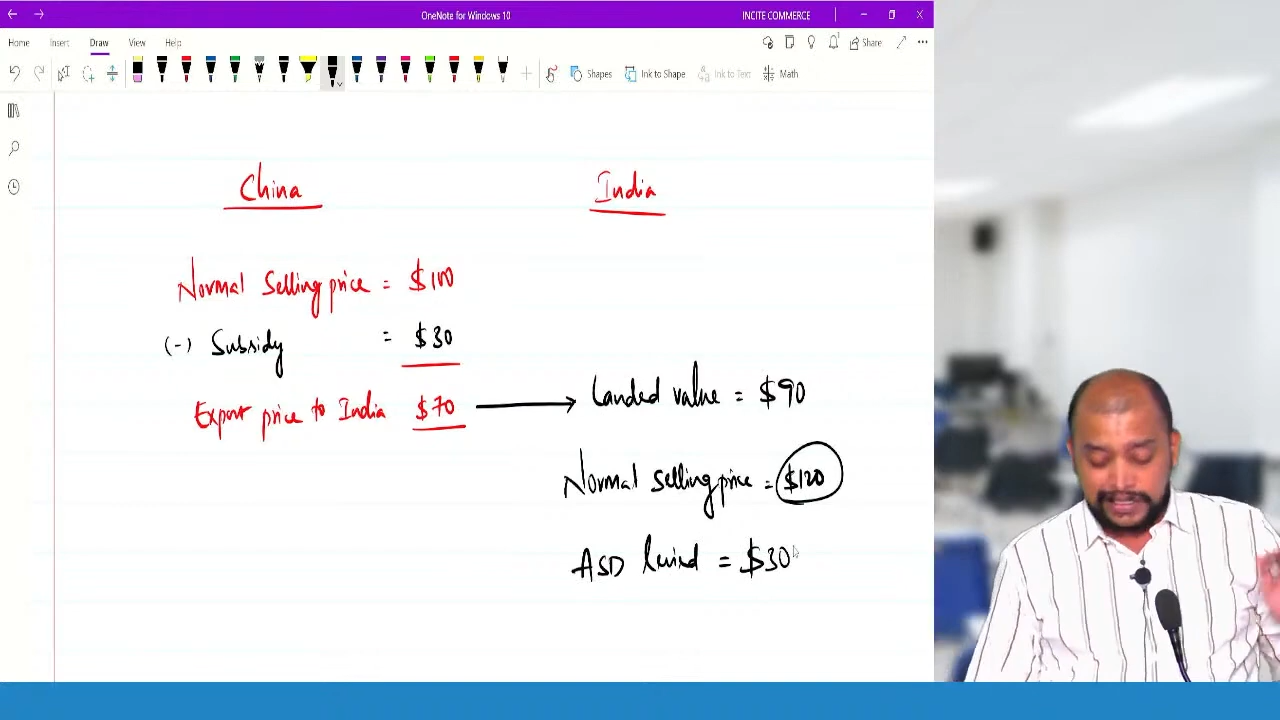 OneNote for Windows 10
INCITE COMMERCE
Home Insert Draw View Help
Share
Shapes Ink to Shape Ink to Text Math
China
India
Normal Selling price = $100
(-) Subsidy = $30
Export price to India $70
Landed value = $90
Normal Selling price = $120
ASD levied = $30